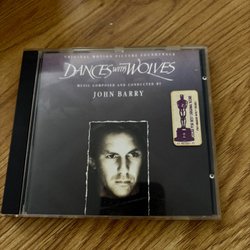 ORIGINAL MOTION PICTURE SOUNDTRACK
DANCES WITH WOLVES
MUSIC COMPOSED AND CONDUCTED BY
JOHN BARRY